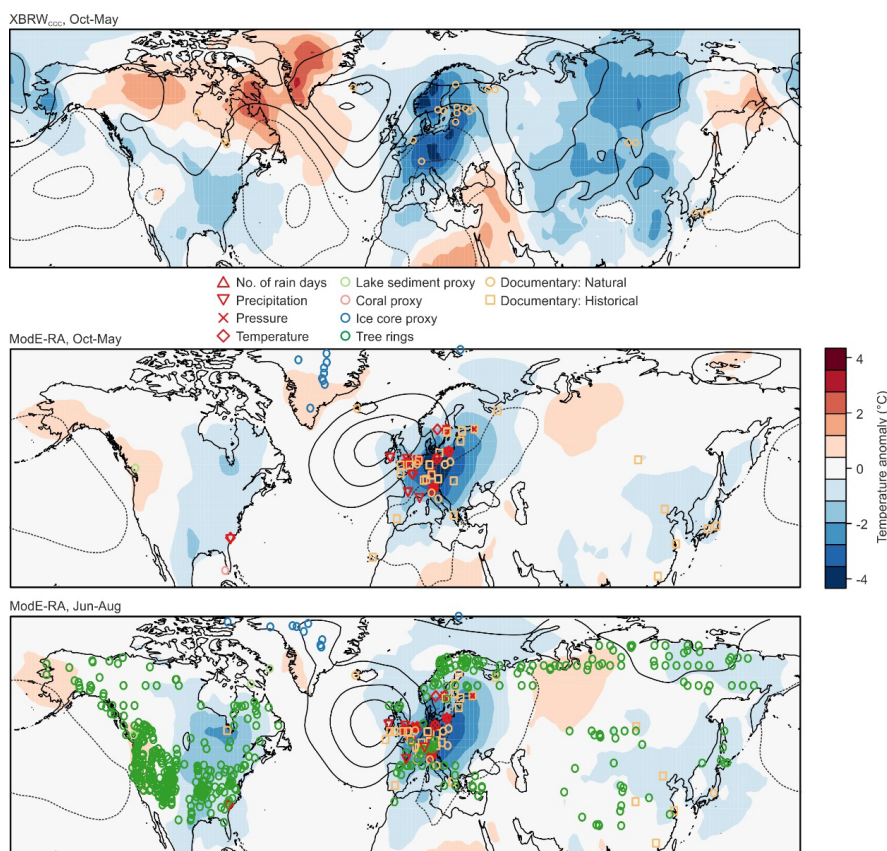 XBRWccc, Oct-May
No. of rain days
Precipitation
Pressure
Temperature
Lake sediment proxy
Coral proxy
Ice core proxy
Tree rings
Documentary: Natural
Documentary: Historical
ModE-RA, Oct-May
4
2
0
-2
-4
Temperature anomaly (°C)
ModE-RA, Jun-Aug